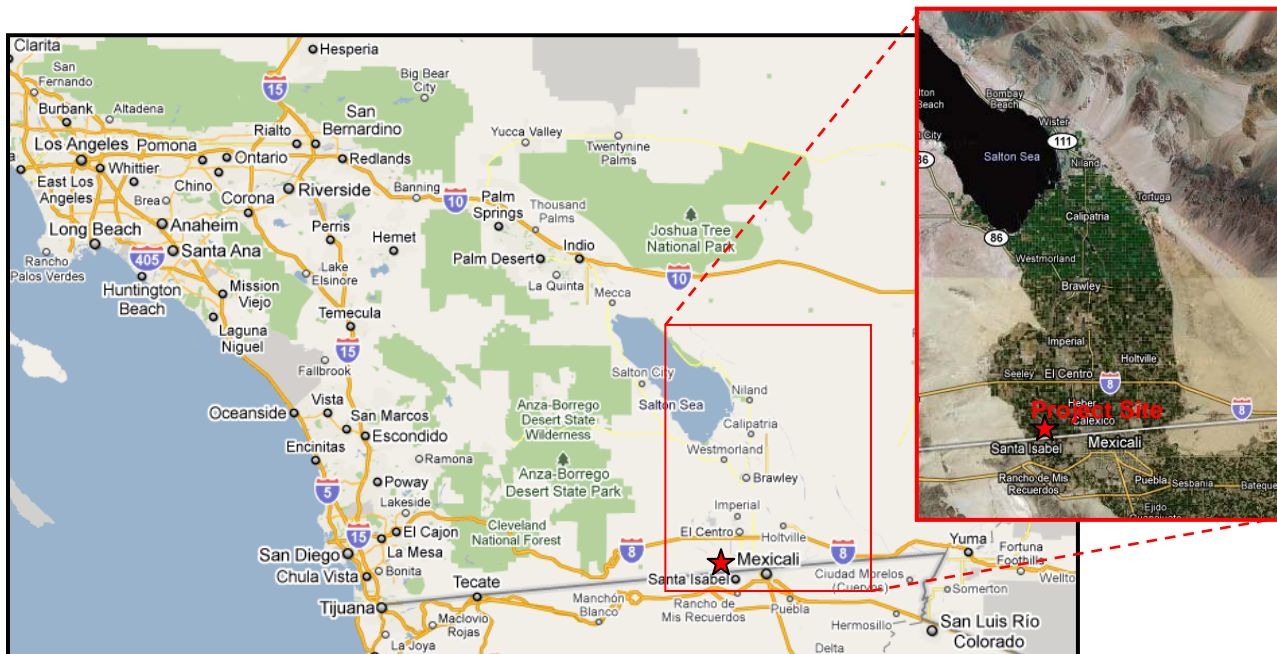 Clarita
Hesperia
San
Fernando
15
Big Bear
City
Burbank
Altadena
San
Bernardino
Rialto
Yucca Valley
Twentynine
Palms
Los Angeles
Pomona
Ontario
Redlands
Whittier
East Los
Angeles
Chino
Riverside
Banning
10
Brea
Corona
Palm
Springs
Thousand
Palms
Anaheim
Perris
Hemet
Joshua Tree
National Park
Long Beach
405
Santa Ana
Indio
Palm Desert
Rancho
Palos Verdes
Lake
Elsinore
La Quinta
10
Huntington
Beach
Mission
Viejo
Mecca
Temecula
Laguna
Niguel
15
Fallbrook
Salton City
Salton Sea
Niland
Oceanside
Vista
San Marcos
Anza-Borrego
Desert State
Wilderness
Calipatria
Encinitas
Escondido
Ramona
Westmorland
Anza-Borrego
Desert State Park
Brawley
5
Poway
Lakeside
Imperial
15
El Cajon
Cleveland
National Forest
El Centro
Holtville
8
8
San Diego
La Mesa
Yuma
Chula Vista
Bonita
Mexicali
Fortuna
Foothills
Tecate
Santa Isabel
Ciudad Morelos
(Cuervos)
Wellto
Somerton
Tijuana
Manchón
Blanco
Rancho de
Mis Recuerdos
Puebla
Maclovio
Rojas
Hermosillo
San Luis Río
Colorado
La Joya
Delta
lton
Beach
Bombay
Beach
Wister
n City
111
86
Salton Sea
Niland
Tortuga
Calipatria
86
Westmorland
Brawley
Imperial
Holtville
Seeley
El Centro
8
Heber
8
Project Site
Calexico
Santa Isabel
Mexicali
Rancho de Mis
Recuerdos
Puebla
Sesbania
Bateques
Ejido